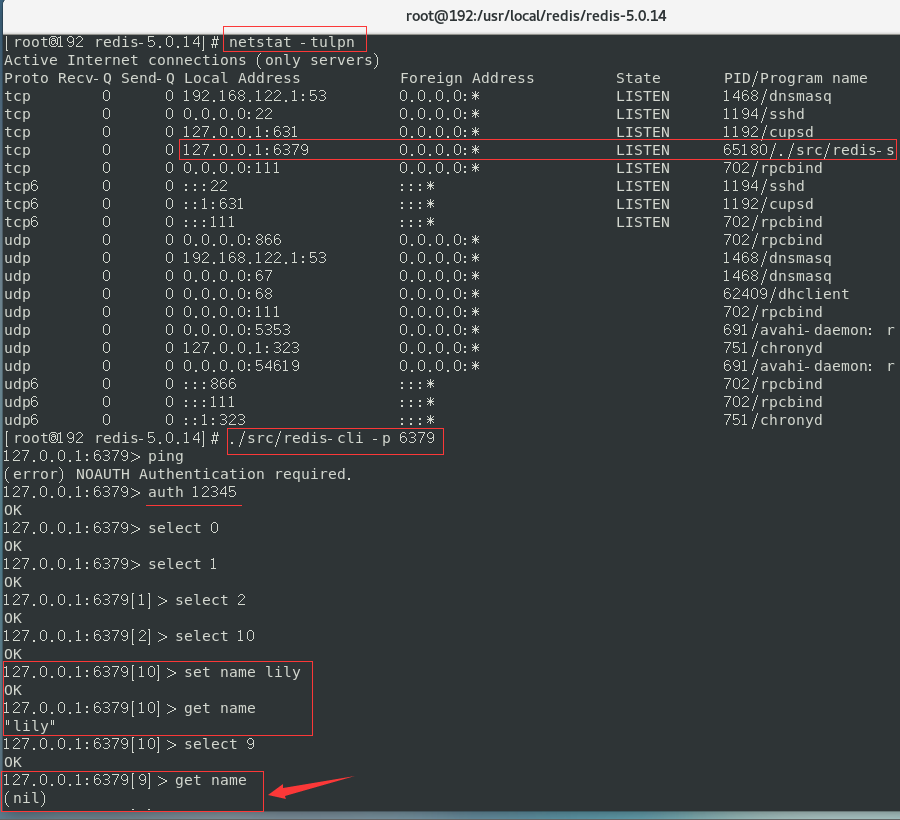 root@192:/usr/local/redis/redis-5.0.14
[root@192 redis-5.0.14]# netstat -tulpn
Active Internet connections (only servers)
Proto Recv-Q Send-Q Local Address Foreign Address State PID/Program name
tcp 0 0 192.168.122.1:53 0.0.0.0:* LISTEN 1468/dnsmasq
tcp 0 0 0.0.0.0:22 0.0.0.0:* LISTEN 1194/sshd
tcp 0 0 127.0.0.1:631 0.0.0.0:* LISTEN 1192/cupsd
tcp 0 0 127.0.0.1:6379 0.0.0.0:* LISTEN 65180/./src/redis-s
tcp 0 0 0.0.0.0:111 0.0.0.0:* LISTEN 702/rpcbind
tcp6 0 0 :::22 :::* LISTEN 1194/sshd
tcp6 0 0 ::1:631 :::* LISTEN 1192/cupsd
tcp6 0 0 :::111 :::* LISTEN 702/rpcbind
udp 0 0 0.0.0.0:866 0.0.0.0:* 702/rpcbind
udp 0 0 192.168.122.1:53 0.0.0.0:* 1468/dnsmasq
udp 0 0 0.0.0.0:67 0.0.0.0:* 1468/dnsmasq
udp 0 0 0.0.0.0:68 0.0.0.0:* 62409/dhclient
udp 0 0 0.0.0.0:111 0.0.0.0:* 702/rpcbind
udp 0 0 0.0.0.0:5353 0.0.0.0:* 691/avahi-daemon: r
udp 0 0 127.0.0.1:323 0.0.0.0:* 751/chronyd
udp 0 0 0.0.0.0:54619 0.0.0.0:* 691/avahi-daemon: r
udp6 0 0 :::866 :::* 702/rpcbind
udp6 0 0 :::111 :::* 702/rpcbind
udp6 0 0 ::1:323 :::* 751/chronyd
[root@192 redis-5.0.14]# ./src/redis-cli -p 6379
127.0.0.1:6379> ping
(error) NOAUTH Authentication required.
127.0.0.1:6379> auth 12345
OK
127.0.0.1:6379> select 0
OK
127.0.0.1:6379> select 1
OK
127.0.0.1:6379[1]> select 2
OK
127.0.0.1:6379[2]> select 10
OK
127.0.0.1:6379[10]> set name lily
OK
127.0.0.1:6379[10]> get name
"lily"
127.0.0.1:6379[10]> select 9
OK
127.0.0.1:6379[9]> get name
(nil)